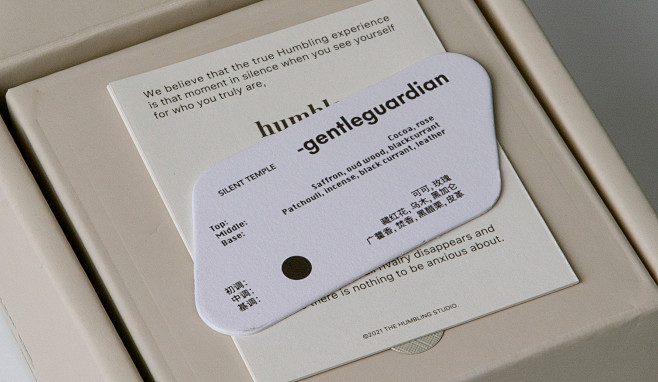 We believe that the true Humbling experience
is that moment in silence when you see yourself
for who you truly are,
humble
-gentleguardian
SILENT TEMPLE
Top: Cocoa, rose
Middle: Saffron, oud wood, blackcurrant
Base: Patchouli, incense, black currant, leather
初调： 可可，玫瑰
中调： 藏红花，乌木，黑加仑
基调： 广藿香，焚香，黑醋果，皮革
rivalry disappears and
there is nothing to be anxious about.
©2021 THE HUMBLING STUDIO.